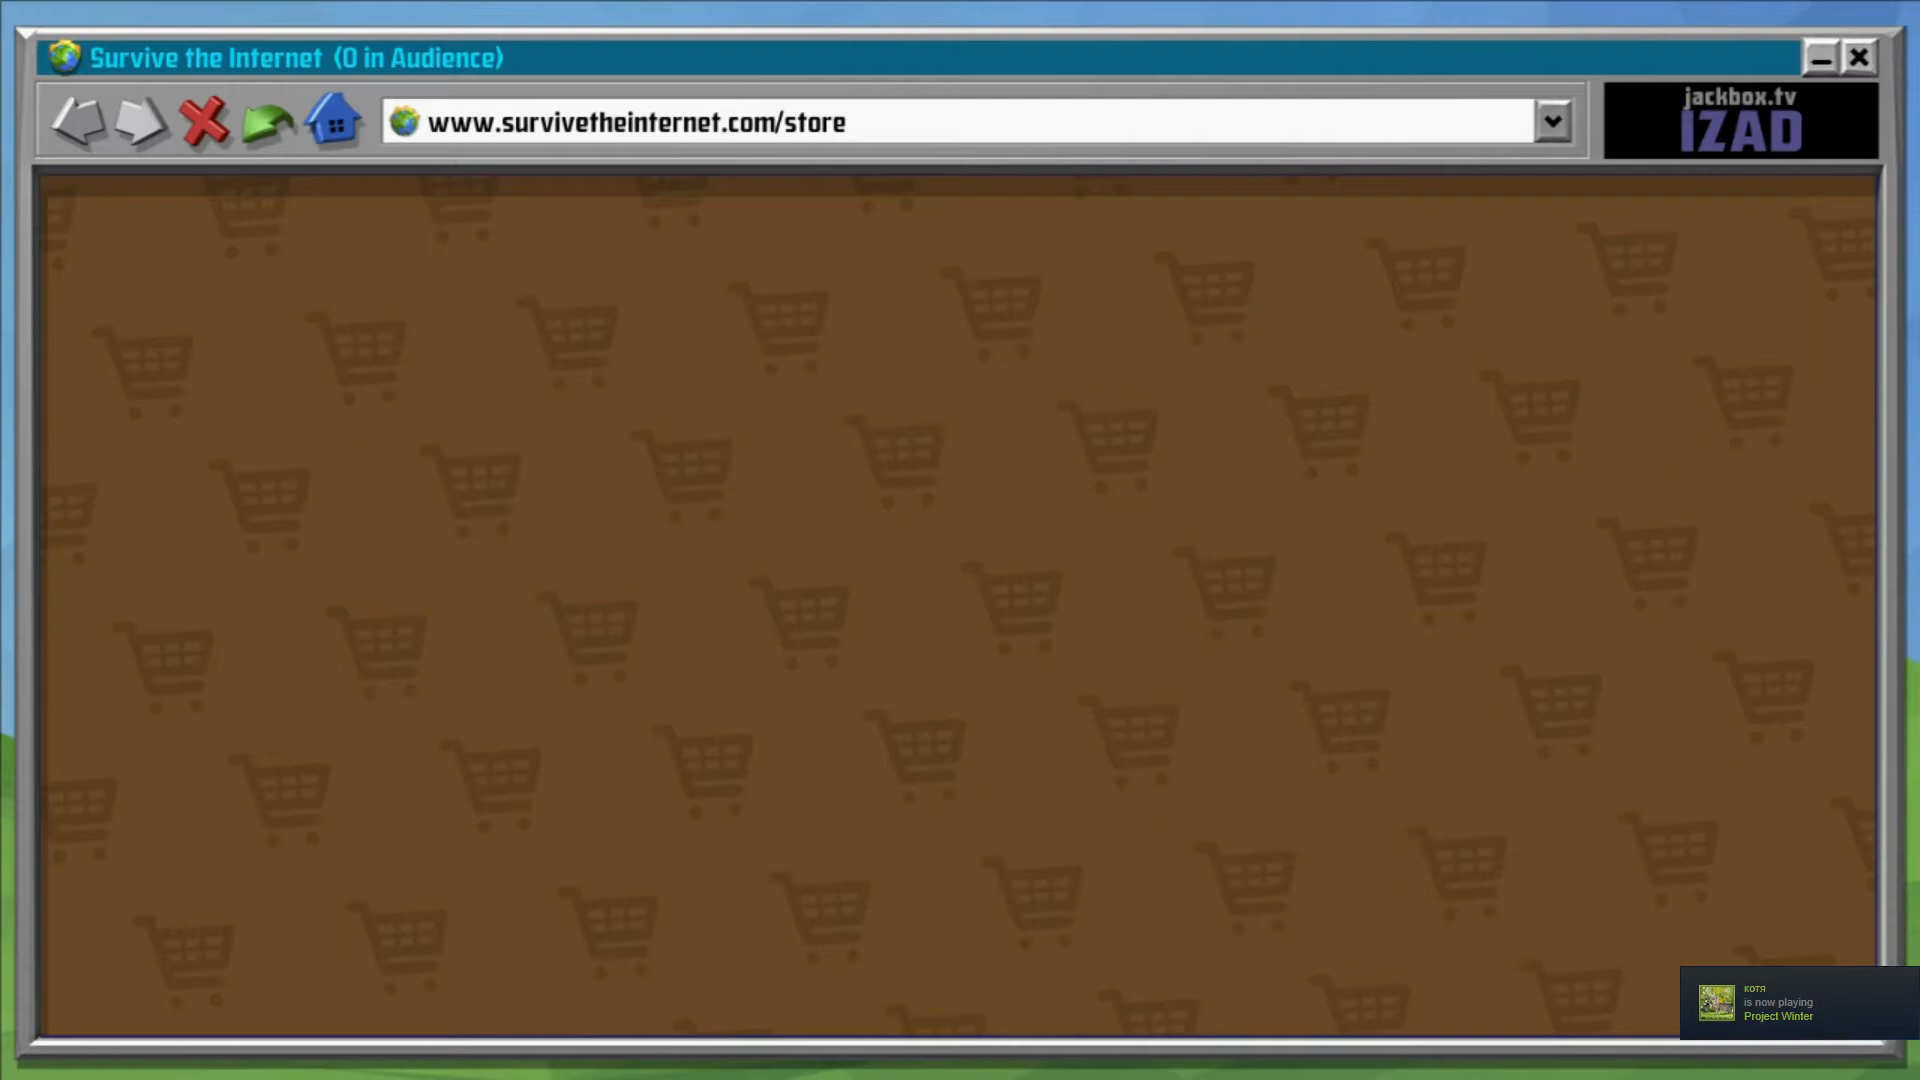 Survive the Internet (0 in Audience)
www.survivetheinternet.com/store
jackbox.tv
IZAD
котя
is now playing
Project Winter